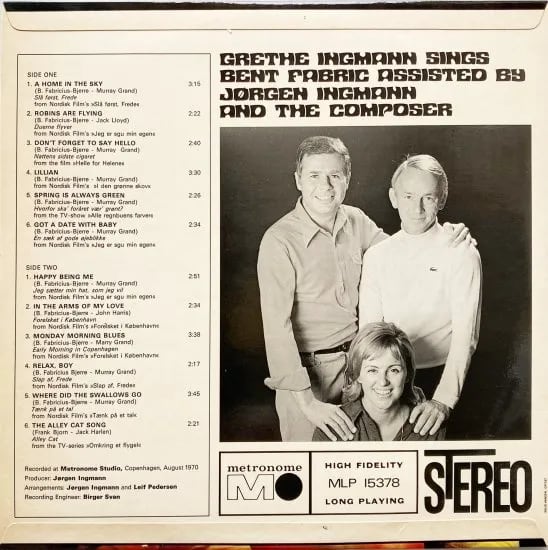 GRETHE INGMANN SINGS
BENT FABRIC ASSISTED BY
JØRGEN INGMANN
AND THE COMPOSER
SIDE ONE
1. A HOME IN THE SKY 3:15
(B. Fabricius-Bjerre - Murray Grand)
Slå først, Frede
from Nordisk Film's »Slå først, Frede«
2. ROBINS ARE FLYING 2:22
(B. Fabricius-Bjerre - Jack Lloyd)
Duerne flyver
from Nordisk Film's »Jeg er sgu min egen«
3. DON'T FORGET TO SAY HELLO 2:40
(B. Fabricius-Bjerre - Murray Grand)
Nattens sidste cigaret
from the film »Helle for Helene«
4. LILLIAN 3:30
(B. Fabricius-Bjerre - Murray Grand)
from Nordisk Film's »I den grønne skov«
5. SPRING IS ALWAYS GREEN 2:26
(B. Fabricius-Bjerre - Murray Grand)
Hvorfor ska' foråret vær' grønt?
from the TV-show »Alle regnbuens farver«
6. GOT A DATE WITH BABY 2:34
(B. Fabricius-Bjerre - Murray Grand)
En sæk af gode øjeblikke
from Nordisk Film's »Jeg er sgu min egen«
SIDE TWO
1. HAPPY BEING ME 2:51
(B. Fabricius-Bjerre - Murray Grand)
Jeg sætter min hat, som jeg vil
from Nordisk Film's »Jeg er sgu min egen«
2. IN THE ARMS OF MY LOVE 2:34
(B. Fabricius-Bjerre - John Harris)
Forelsket i København
from Nordisk Film's »Forelsket i København«
3. MONDAY MORNING BLUES 3:38
(B. Fabricius-Bjerre - Marry Grand)
Early Morning in Copenhagen
from Nordisk Film's »Forelsket i København«
4. RELAX, BOY 2:17
(B. Fabricius Bjerre - Murray Grand)
Slap af, Frede
from Nordisk Film's »Slap af, Frede«
5. WHERE DID THE SWALLOWS GO 3:45
(B. Fabricius-Bjerre - Murray Grand)
Tænk på et tal
from Nordisk Film's »Tænk på et tal«
6. THE ALLEY CAT SONG 2:21
(Frank Bjorn - Jack Harlen)
Alley Cat
from the TV-series »Omkring et flygel«
Recorded at Metronome Studio, Copenhagen, August 1970
Producer: Jørgen Ingmann
Arrangements: Jørgen Ingmann and Leif Pedersen
Recording Engineer: Birger Svan
metronome
M
HIGH FIDELITY
MLP 15378
LONG PLAYING
STEREO